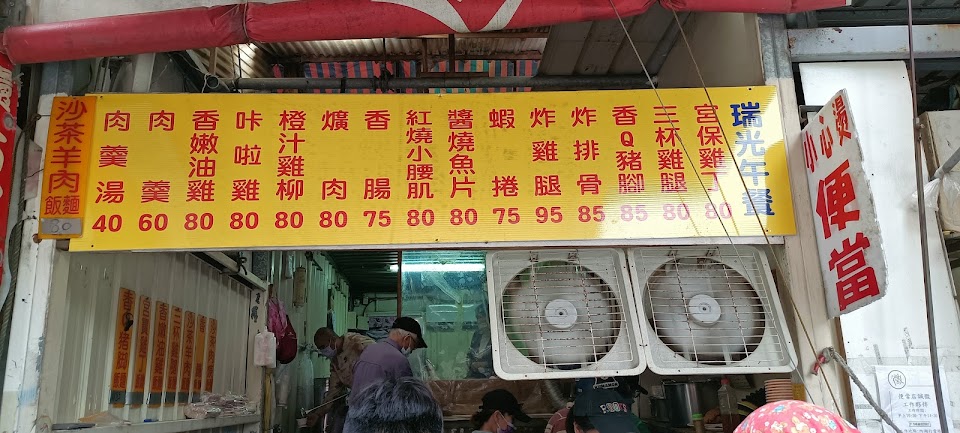 瑞光午餐
宮保雞丁 80
三杯雞腿 80
香Q豬腳 85
炸排骨 85
炸雞腿 95
蝦捲 75
醬燒魚片 80
紅燒小腰肌 80
香腸 75
爌肉 80
橙汁雞柳 80
咔啦雞 80
香嫩油雞 80
肉羹 60
肉羹湯 40
沙茶羊肉飯麵 80
小心燙
便當